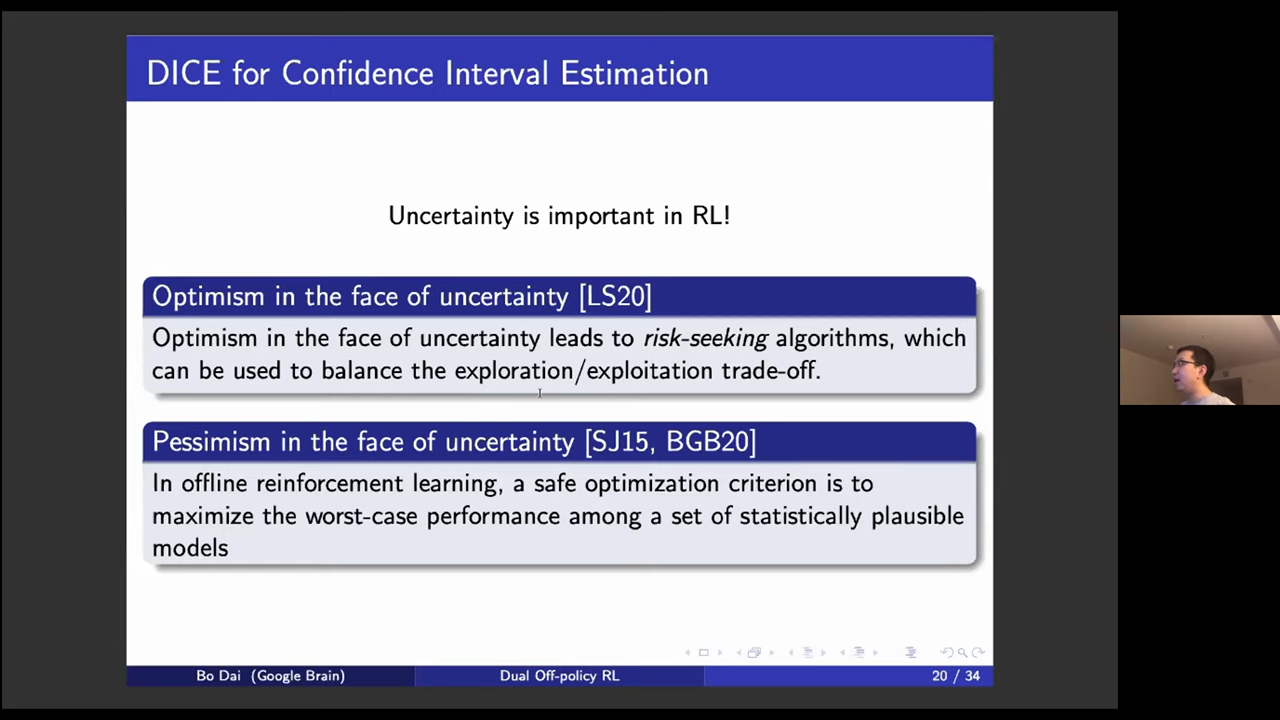 DICE for Confidence Interval Estimation
Uncertainty is important in RL!
Optimism in the face of uncertainty [LS20]
Optimism in the face of uncertainty leads to risk-seeking algorithms, which
can be used to balance the exploration/exploitation trade-off.
Pessimism in the face of uncertainty [SJ15, BGB20]
In offline reinforcement learning, a safe optimization criterion is to
maximize the worst-case performance among a set of statistically plausible
models
Bo Dai (Google Brain)
Dual Off-policy RL
20 / 34